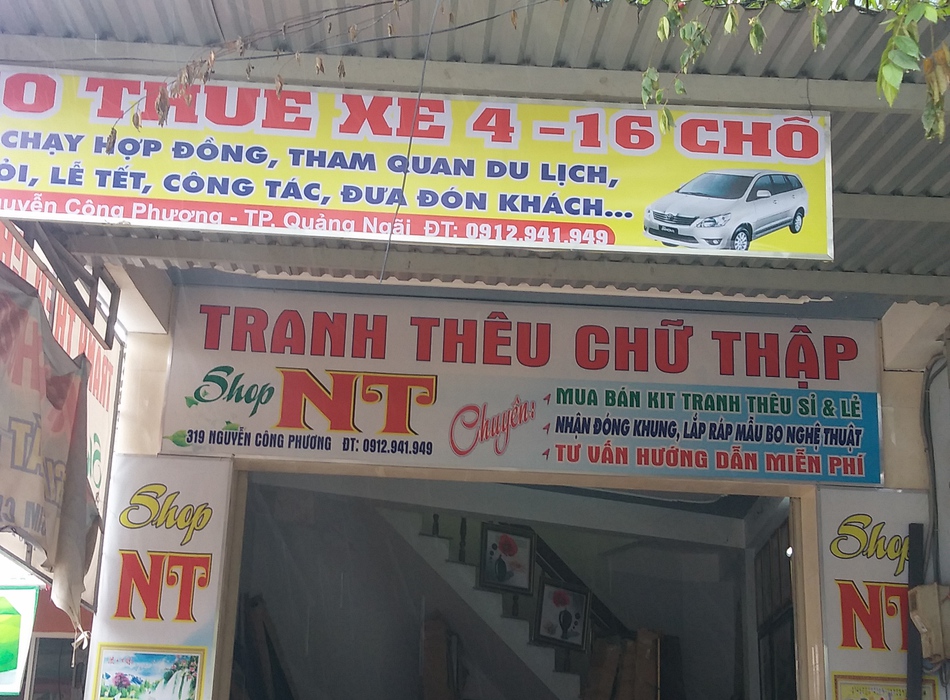 O THUÊ XE 4 -16 CHỖ
CHẠY HỢP ĐỒNG, THAM QUAN DU LỊCH,
ỎI, LỄ TẾT, CÔNG TÁC, ĐƯA ĐÓN KHÁCH...
guyễn Công Phương - TP. Quảng Ngãi ĐT: 0912.941.949
TRANH THÊU CHỮ THẬP
Shop NT
319 NGUYỄN CÔNG PHƯƠNG ĐT: 0912.941.949
Chuyên:
MUA BÁN KIT TRANH THÊU SỈ & LẺ
NHẬN ĐÓNG KHUNG, LẮP RÁP MẪU BO NGHỆ THUẬT
TƯ VẤN HƯỚNG DẪN MIỄN PHÍ
Shop
NT
Shop
NT